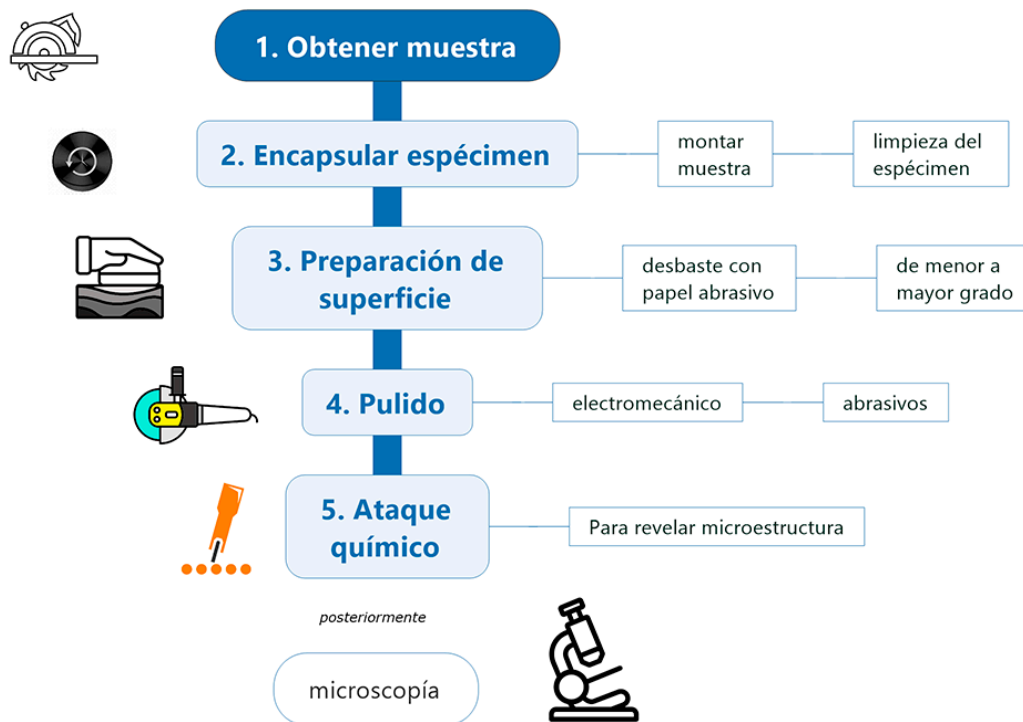 1. Obtener muestra
2. Encapsular espécimen
montar
muestra
limpieza del
espécimen
3. Preparación de
superficie
desbaste con
papel abrasivo
de menor a
mayor grado
4. Pulido
electromecánico
abrasivos
5. Ataque
químico
Para revelar microestructura
posteriormente
microscopía